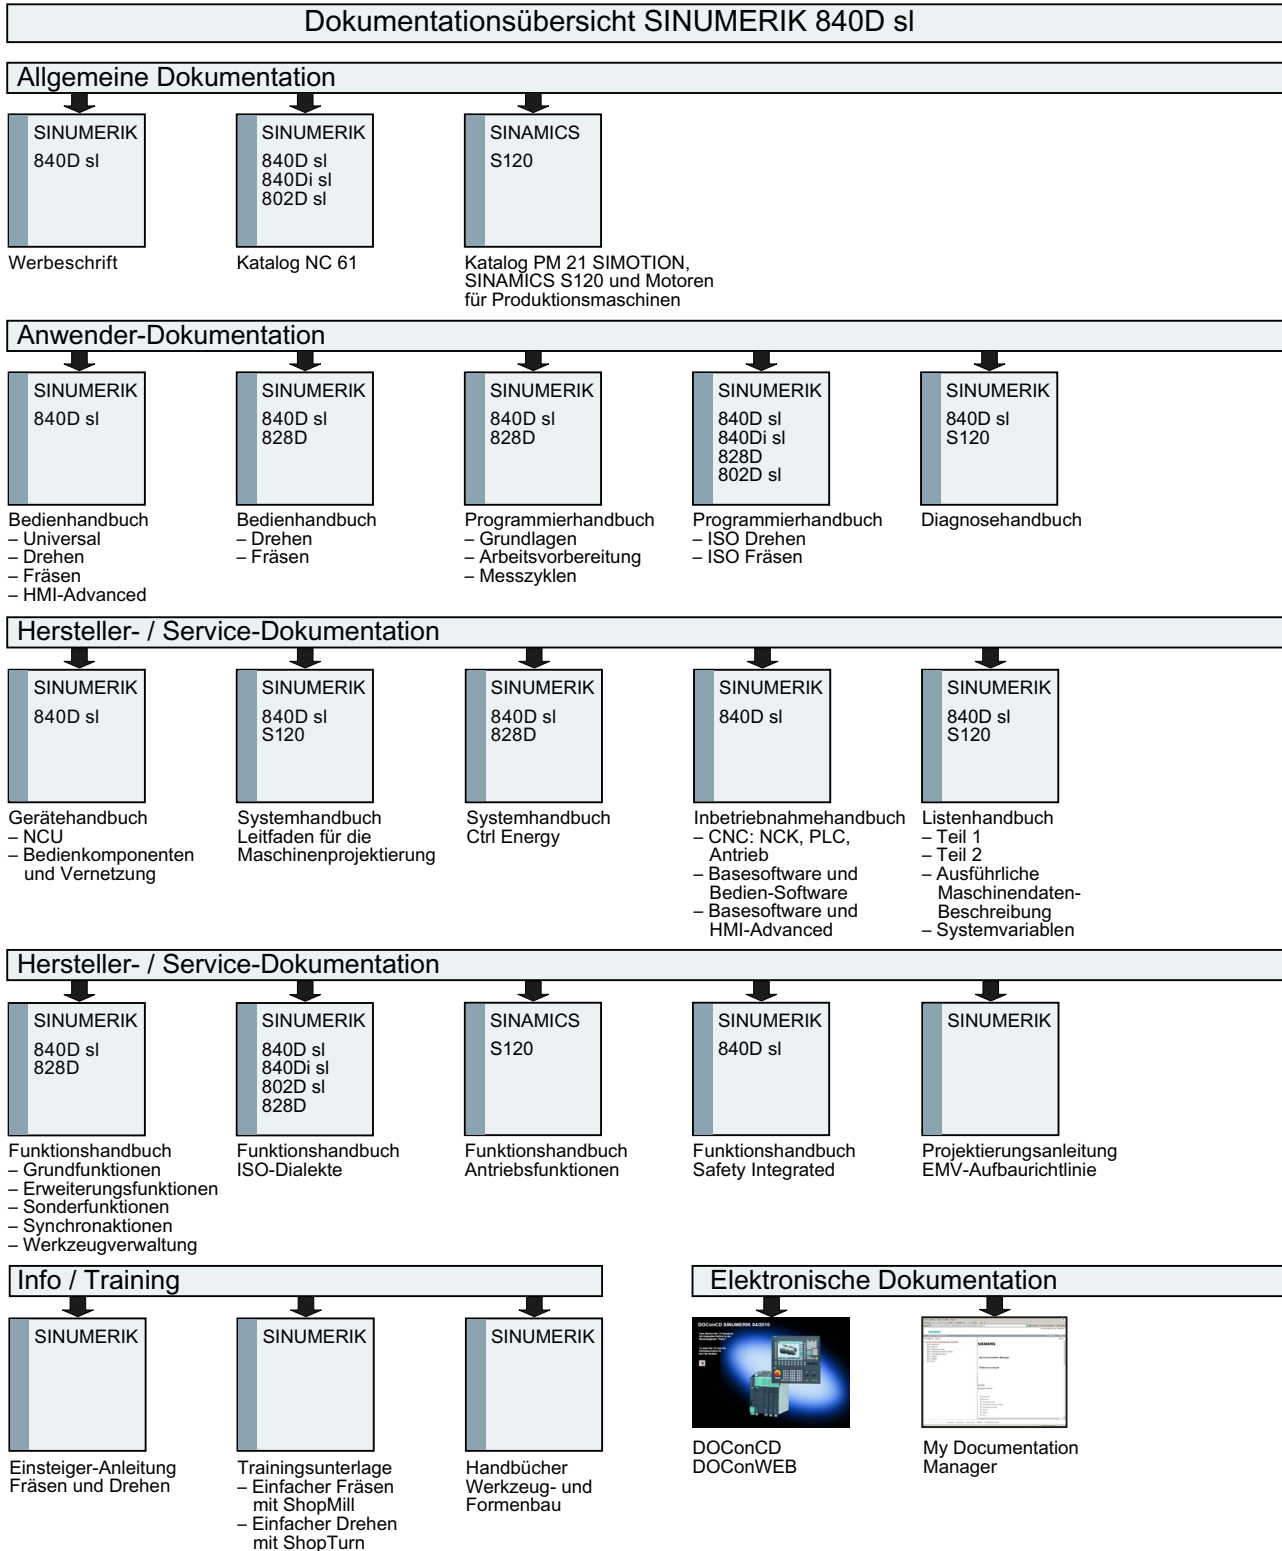 Dokumentationsübersicht SINUMERIK 840D sl
Allgemeine Dokumentation
SINUMERIK
840D sl
Werbeschrift
SINUMERIK
840D sl
840Di sl
802D sl
Katalog NC 61
SINAMICS
S120
Katalog PM 21 SIMOTION,
SINAMICS S120 und Motoren
für Produktionsmaschinen
Anwender-Dokumentation
SINUMERIK
840D sl
Bedienhandbuch
– Universal
– Drehen
– Fräsen
– HMI-Advanced
SINUMERIK
840D sl
828D
Bedienhandbuch
– Drehen
– Fräsen
SINUMERIK
840D sl
828D
Programmierhandbuch
– Grundlagen
– Arbeitsvorbereitung
– Messzyklen
SINUMERIK
840D sl
840Di sl
828D
802D sl
Programmierhandbuch
– ISO Drehen
– ISO Fräsen
SINUMERIK
840D sl
S120
Diagnosehandbuch
Hersteller- / Service-Dokumentation
SINUMERIK
840D sl
Gerätehandbuch
– NCU
– Bedienkomponenten
und Vernetzung
SINUMERIK
840D sl
S120
Systemhandbuch
Leitfaden für die
Maschinenprojektierung
SINUMERIK
840D sl
828D
Systemhandbuch
Ctrl Energy
SINUMERIK
840D sl
Inbetriebnahmehandbuch
– CNC: NCK, PLC,
Antrieb
– Basesoftware und
Bedien-Software
– Basesoftware und
HMI-Advanced
SINUMERIK
840D sl
S120
Listenhandbuch
– Teil 1
– Teil 2
– Ausführliche
Maschinendaten-
Beschreibung
– Systemvariablen
Hersteller- / Service-Dokumentation
SINUMERIK
840D sl
828D
Funktionshandbuch
– Grundfunktionen
– Erweiterungsfunktionen
– Sonderfunktionen
– Synchronaktionen
– Werkzeugverwaltung
SINUMERIK
840D sl
840Di sl
802D sl
828D
Funktionshandbuch
ISO-Dialekte
SINAMICS
S120
Funktionshandbuch
Antriebsfunktionen
SINUMERIK
840D sl
Funktionshandbuch
Safety Integrated
SINUMERIK
Projektierungsanleitung
EMV-Aufbaurichtlinie
Info / Training
SINUMERIK
Einsteiger-Anleitung
Fräsen und Drehen
SINUMERIK
Trainingsunterlage
– Einfacher Fräsen
mit ShopMill
– Einfacher Drehen
mit ShopTurn
SINUMERIK
Handbücher
Werkzeug- und
Formenbau
Elektronische Dokumentation
DOConCD SINUMERIK 04/2010
DOConCD
DOConWEB
SIEMENS
My Documentation Manager
My Documentation
Manager